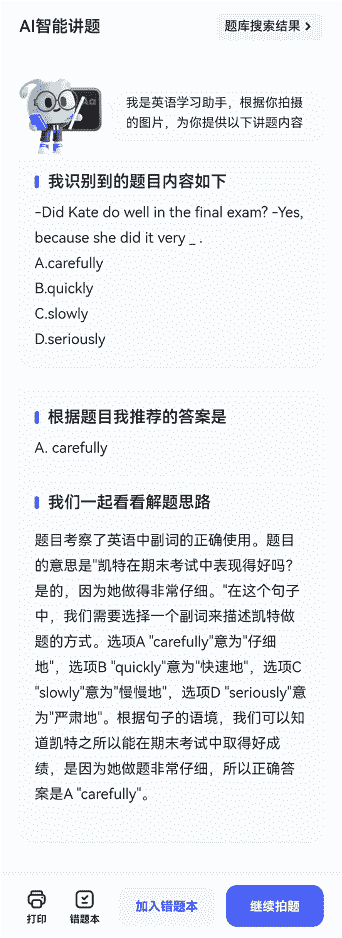 AI智能讲题
题库搜索结果 >
我是英语学习助手，根据你拍摄
的图片，为你提供以下讲题内容
我识别到的题目内容如下
-Did Kate do well in the final exam? -Yes,
because she did it very _ .
A.carefully
B.quickly
C.slowly
D.seriously
根据题目我推荐的答案是
A. carefully
我们一起看看解题思路
题目考察了英语中副词的正确使用。题目
的意思是"凯特在期末考试中表现得好吗？
是的，因为她做得非常仔细。"在这个句子
中，我们需要选择一个副词来描述凯特做
题的方式。选项A "carefully"意为"仔细
地"，选项B "quickly"意为"快速地"，选项C
"slowly"意为"慢慢地"，选项D "seriously"意
为"严肃地"。根据句子的语境，我们可以知
道凯特之所以能在期末考试中取得好成
绩，是因为她做题非常仔细，所以正确答
案是A "carefully"。
打印
错题本
加入错题本
继续拍题